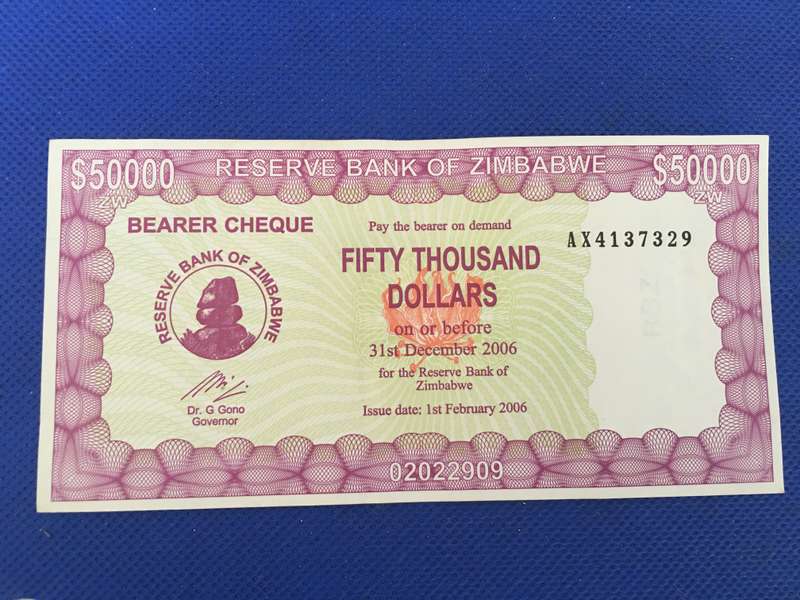 $50000 RESERVE BANK OF ZIMBABWE $50000
ZW ZW
BEARER CHEQUE
Pay the bearer on demand
AX4137329
FIFTY THOUSAND
DOLLARS
RESERVE BANK OF ZIMBABWE
on or before
31st December 2006
for the Reserve Bank of
Zimbabwe
Dr. G Gono
Governor
Issue date: 1st February 2006
02022909